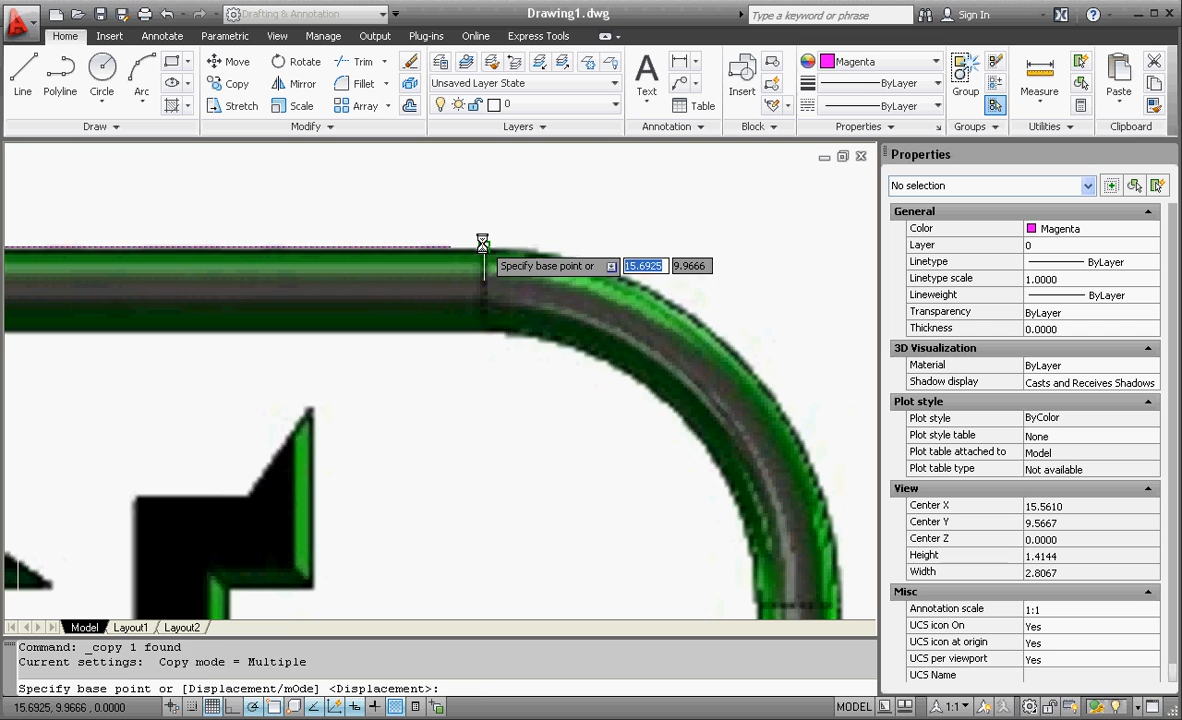 Drafting & Annotation
Drawing1.dwg
Type a keyword or phrase
Sign In
Home
Insert
Annotate
Parametric
View
Manage
Output
Plug-ins
Online
Express Tools
Line
Polyline
Circle
Arc
Move
Rotate
Trim
Copy
Mirror
Fillet
Stretch
Scale
Array
Unsaved Layer State
0
Text
Table
Insert
Magenta
ByLayer
ByLayer
Group
Measure
Paste
Draw
Modify
Layers
Annotation
Block
Properties
Groups
Utilities
Clipboard
Specify base point or
15.6925
9.9666
Properties
No selection
General
Color Magenta
Layer 0
Linetype ByLayer
Linetype scale 1.0000
Lineweight ByLayer
Transparency ByLayer
Thickness 0.0000
3D Visualization
Material ByLayer
Shadow display Casts and Receives Shadows
Plot style
Plot style ByColor
Plot style table None
Plot table attached to Model
Plot table type Not available
View
Center X 15.5610
Center Y 9.5667
Center Z 0.0000
Height 1.4144
Width 2.8067
Misc
Annotation scale 1:1
UCS icon On Yes
UCS icon at origin Yes
UCS per viewport Yes
UCS Name
Model
Layout1
Layout2
Command: _copy 1 found
Current settings: Copy mode = Multiple
Specify base point or [Displacement/mOde] <Displacement>:
15.6925, 9.9666 , 0.0000
MODEL
1:1